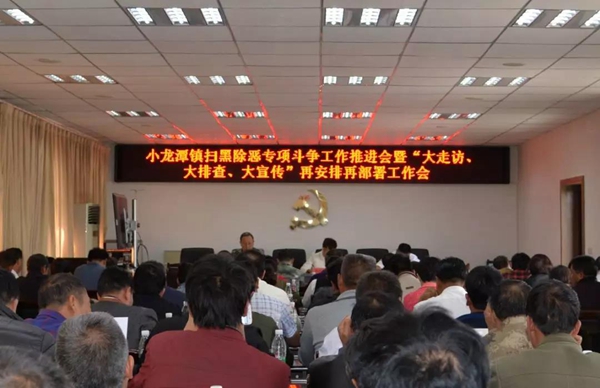 小龙潭镇扫黑除恶专项斗争工作推进会暨“大走访、
大排查、大宣传”再安排再部署工作会